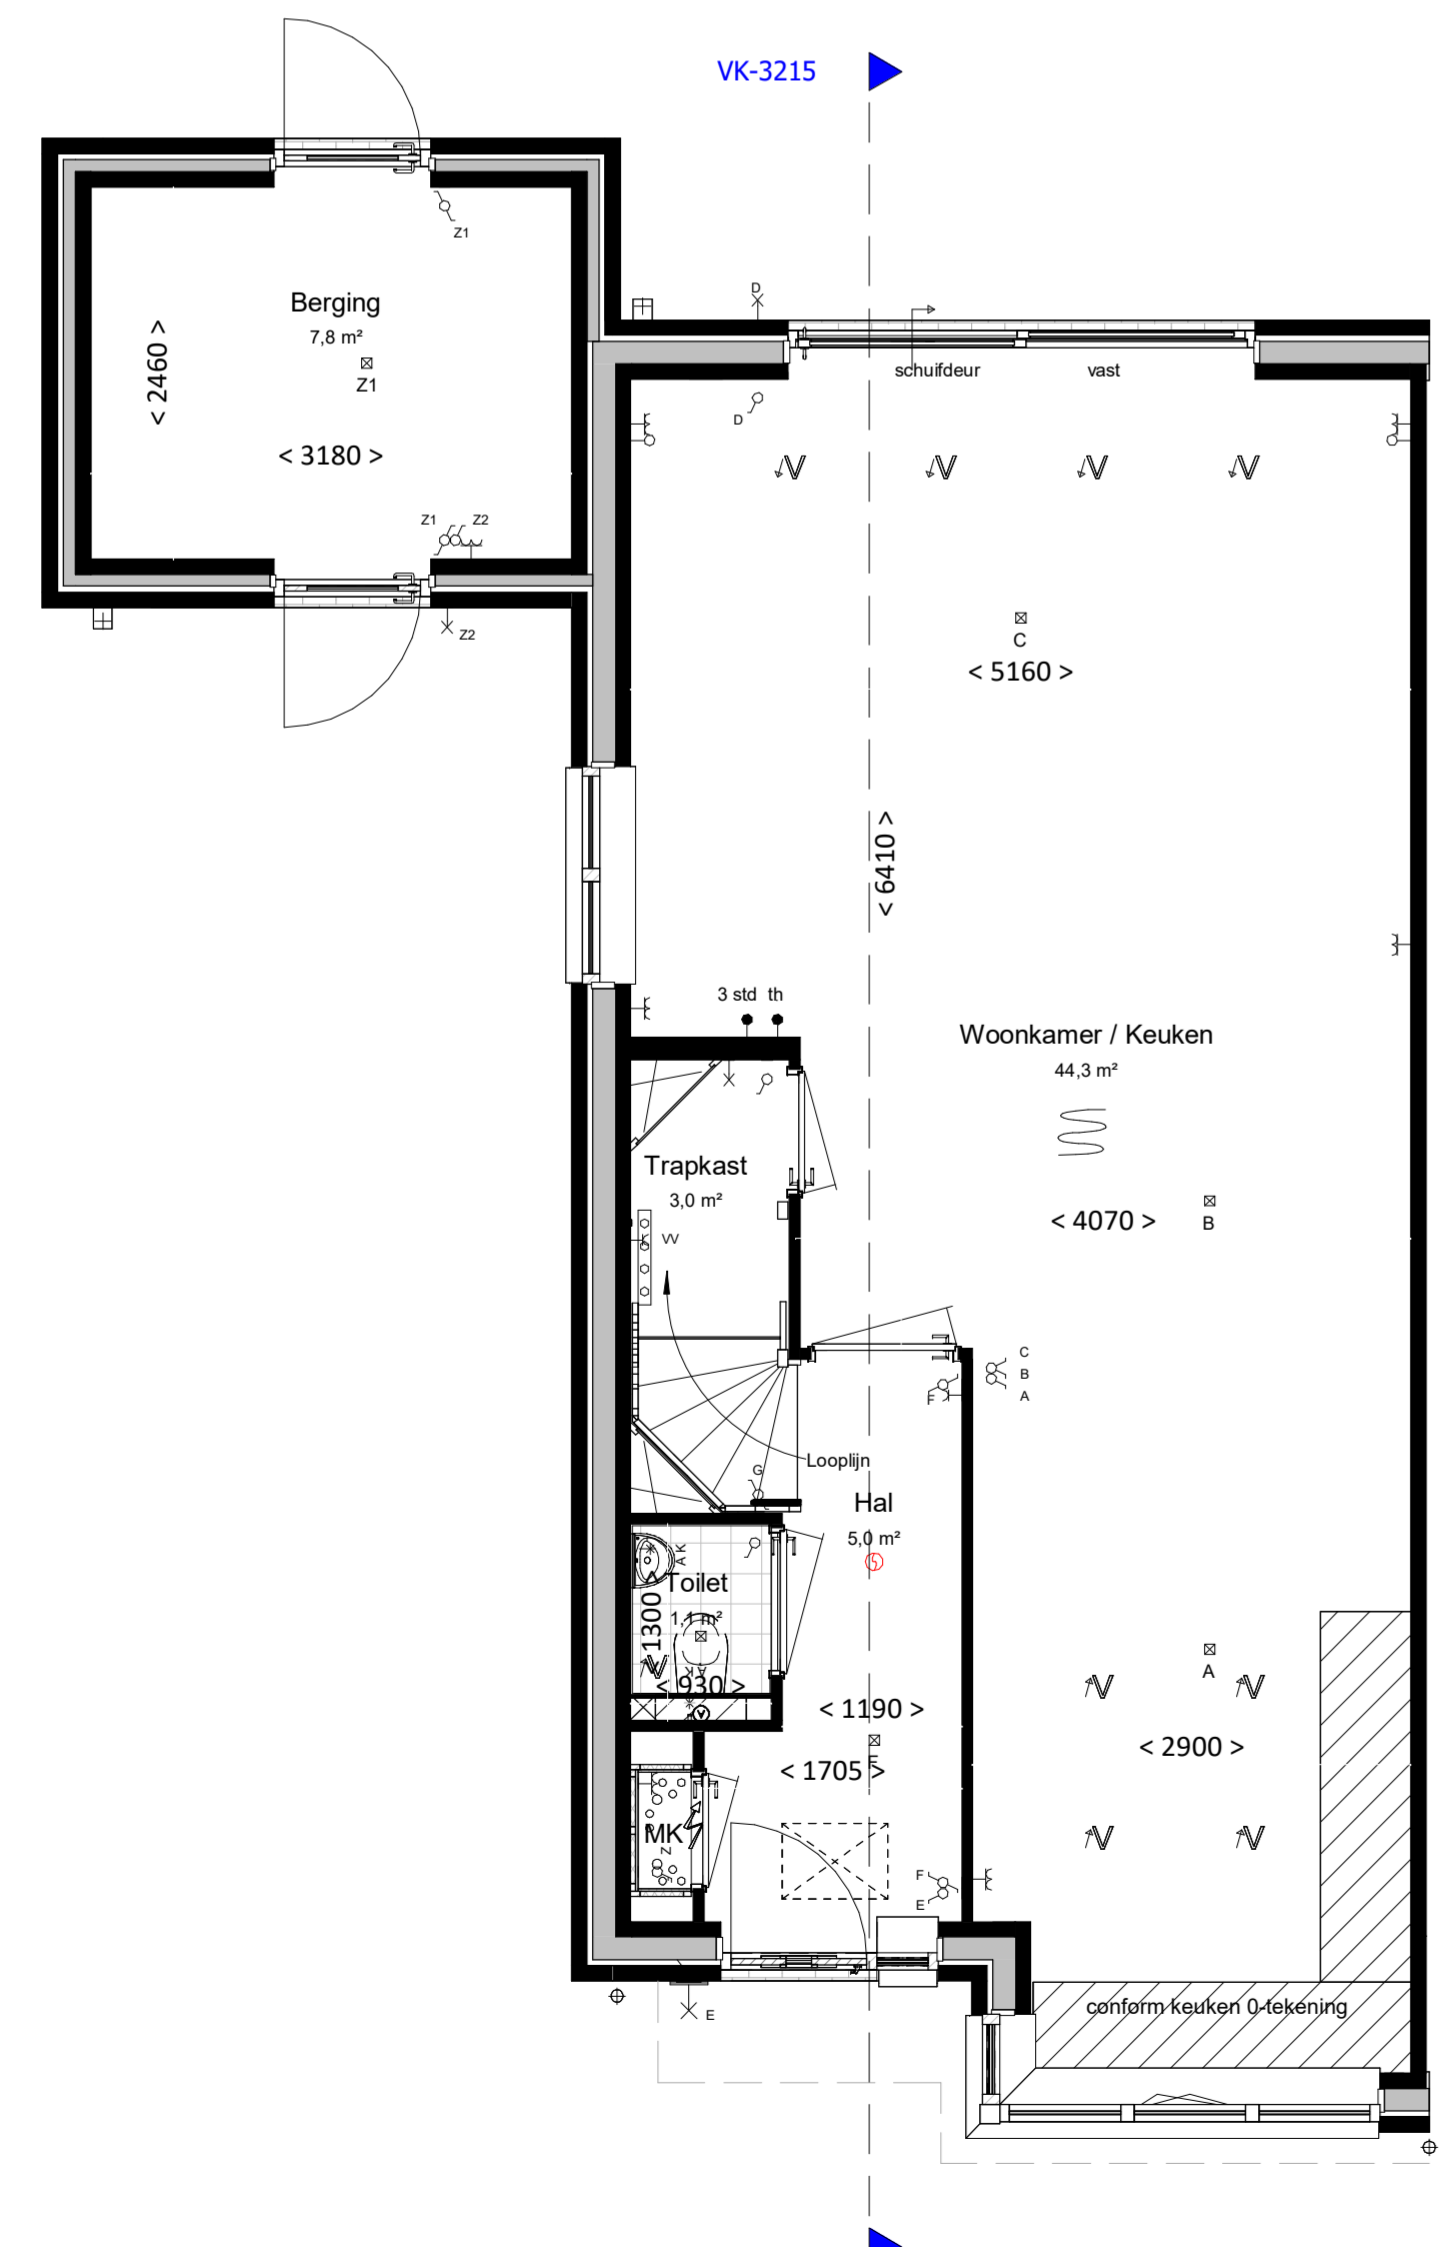 VK-3215
Z1
Berging
7,8 m²
Z1
< 2460 >
< 3180 >
Z1 Z2
Z2
D
schuifdeur vast
D
V V V V
C
< 5160 >
< 6410 >
3 std th
Woonkamer / Keuken
44,3 m²
Trapkast
3,0 m²
VV
< 4070 >
B
C
B
A
F
Looplijn
G
Hal
5,0 m²
AK
Toilet
1,1 m²
< 1300 >
V
AK
< 930 >
A
V V
< 1190 >
F
< 1705 >
< 2900 >
MK
Z
V V
F
E
E
conform keuken 0-tekening